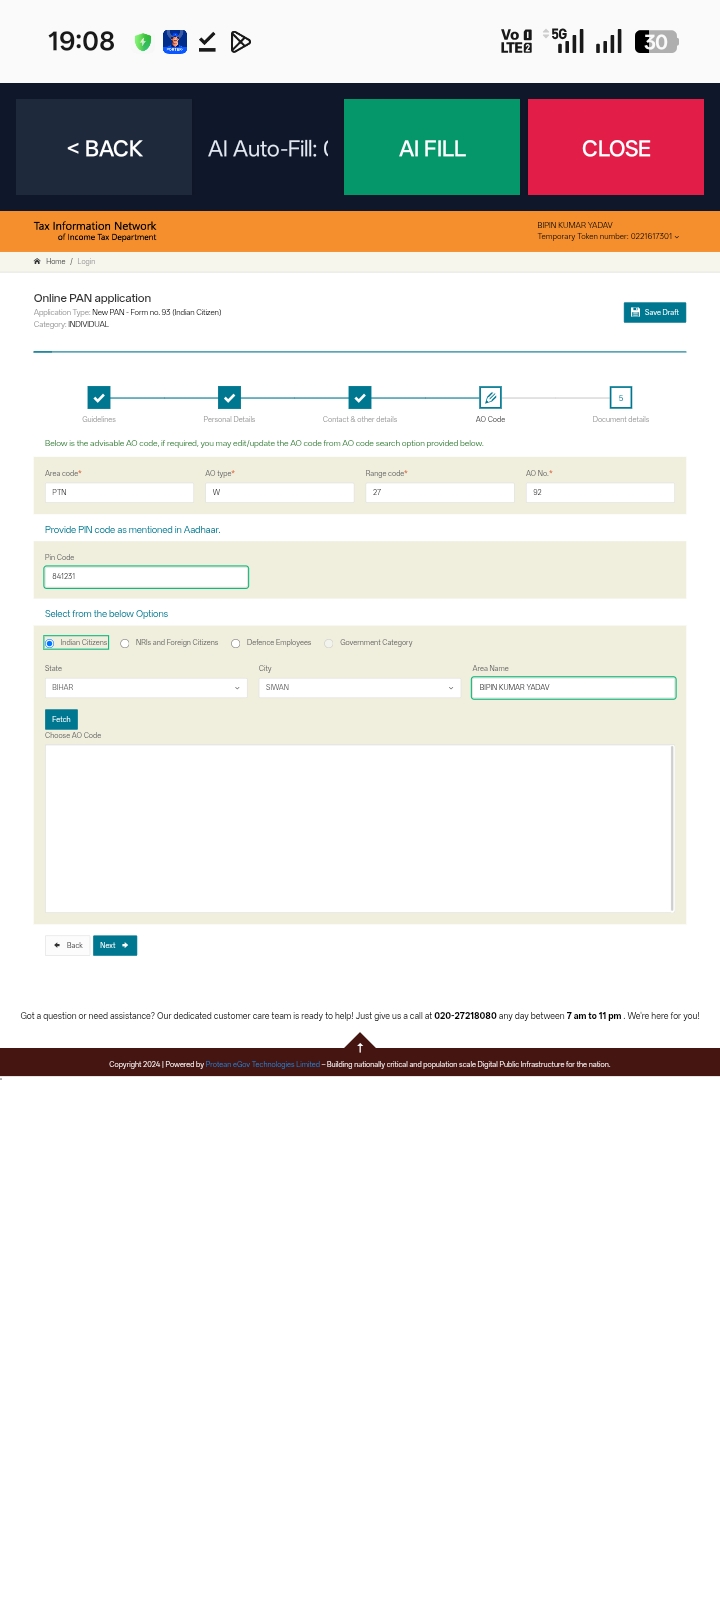 19:08
Vo 1 LTE2
5G
30
< BACK
AI Auto-Fill:
AI FILL
CLOSE
Tax Information Network
of Income Tax Department
BIPIN KUMAR YADAV
Temporary Token number: 0221617301
Home / Login
Online PAN application
Application Type: New PAN - Form no. 93 (Indian Citizen)
Category: INDIVIDUAL
Save Draft
5
Guidelines
Personal Details
Contact & other details
AO Code
Document details
Below is the advisable AO code, if required, you may edit/update the AO code from AO code search option provided below.
Area code*
AO type*
Range code*
AO No.*
PTN
W
27
92
Provide PIN code as mentioned in Aadhaar.
Pin Code
841231
Select from the below Options
Indian Citizens
NRIs and Foreign Citizens
Defence Employees
Government Category
State
City
Area Name
BIHAR
SIWAN
BIPIN KUMAR YADAV
Fetch
Choose AO Code
Back
Next
Got a question or need assistance? Our dedicated customer care team is ready to help! Just give us a call at 020-27218080 any day between 7 am to 11 pm . We're here for you!
Copyright 2024 | Powered by Protean eGov Technologies Limited – Building nationally critical and population scale Digital Public Infrastructure for the nation.